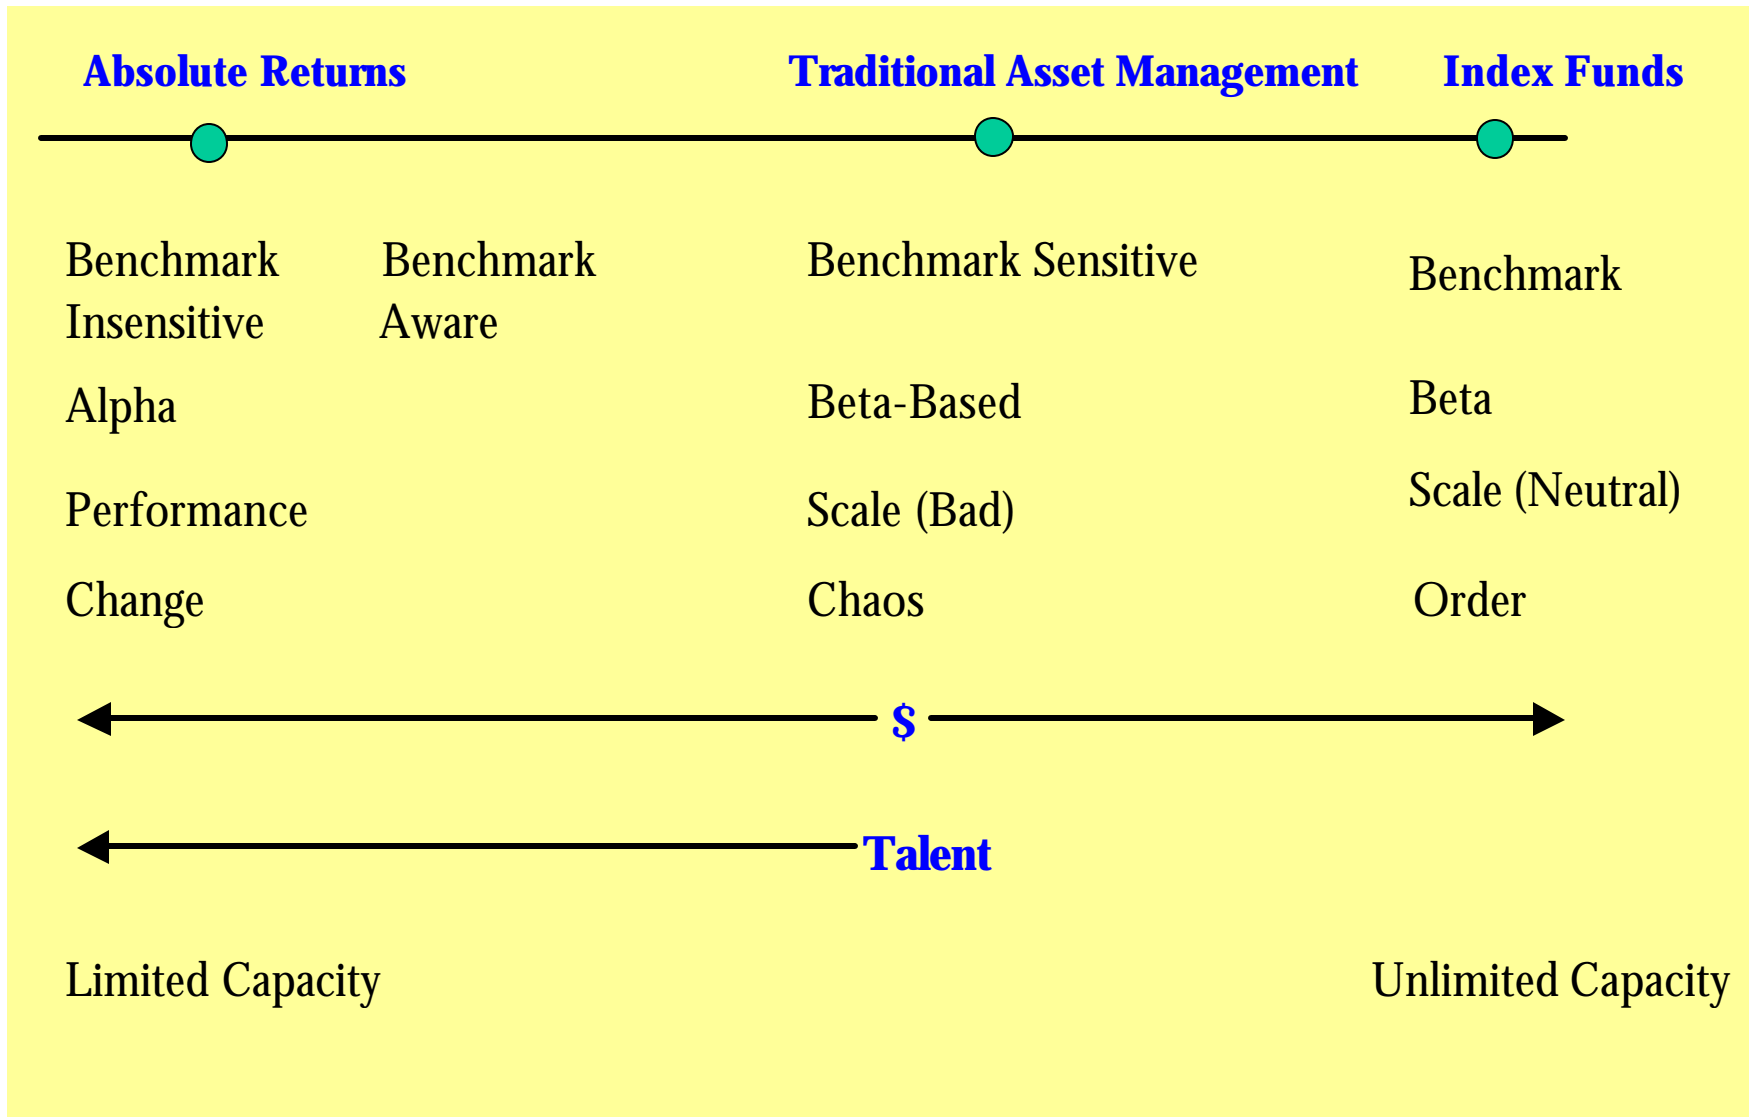 Absolute Returns
Traditional Asset Management
Index Funds
Benchmark
Insensitive
Benchmark
Aware
Benchmark Sensitive
Benchmark
Alpha
Beta-Based
Beta
Performance
Scale (Bad)
Scale (Neutral)
Change
Chaos
Order
$
Talent
Limited Capacity
Unlimited Capacity